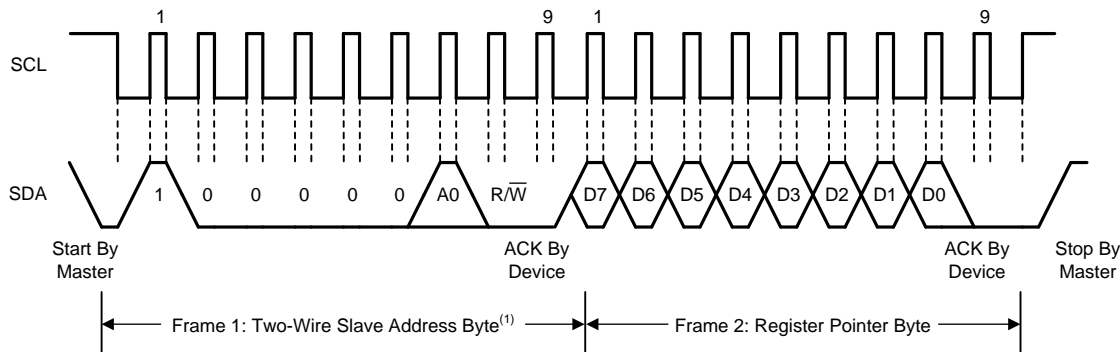 1 9 1 9
SCL
SDA
1 0 0 0 0 0 A0 R/W̅ D7 D6 D5 D4 D3 D2 D1 D0
Start By
Master
ACK By
Device
ACK By
Device
Stop By
Master
Frame 1: Two-Wire Slave Address Byte(1)
Frame 2: Register Pointer Byte